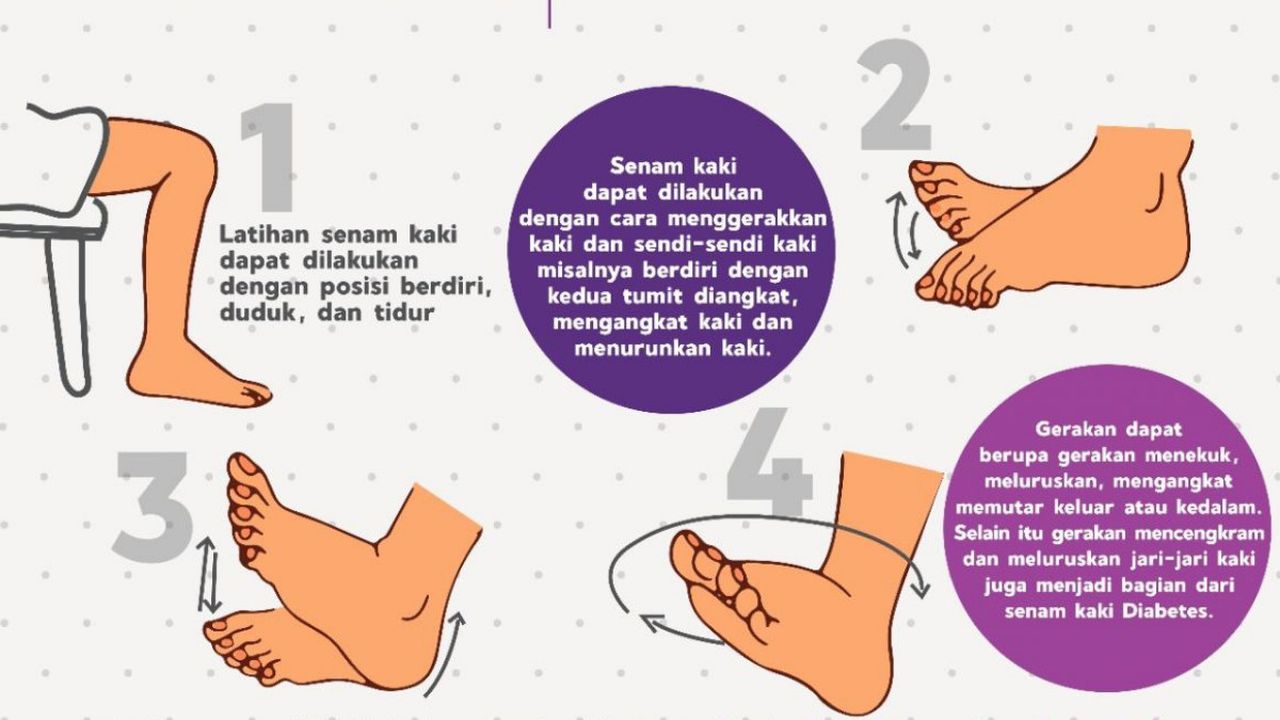 1
Latihan senam kaki
dapat dilakukan
dengan posisi berdiri,
duduk, dan tidur
Senam kaki
dapat dilakukan
dengan cara menggerakkan
kaki dan sendi-sendi kaki
misalnya berdiri dengan
kedua tumit diangkat,
mengangkat kaki dan
menurunkan kaki.
2
3
4
Gerakan dapat
berupa gerakan menekuk,
meluruskan, mengangkat
memutar keluar atau kedalam.
Selain itu gerakan mencengkram
dan meluruskan jari-jari kaki
juga menjadi bagian dari
senam kaki Diabetes.